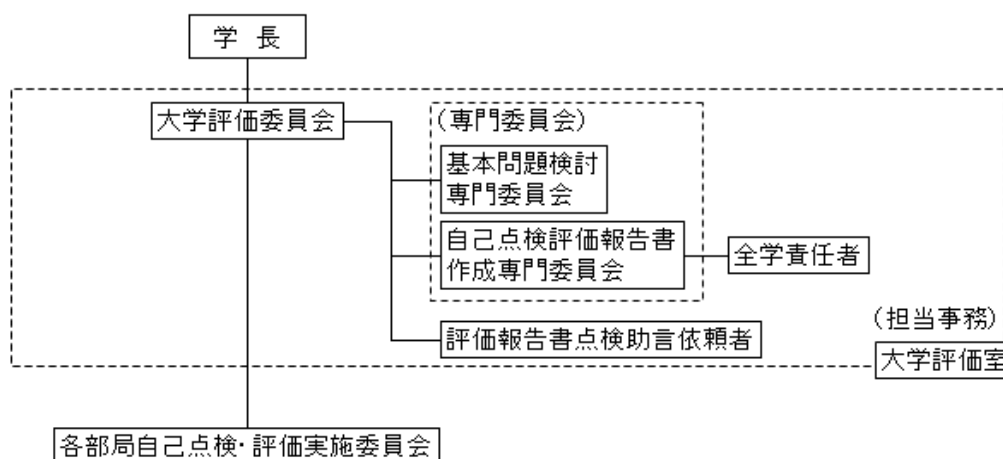 学 長
大学評価委員会
(専門委員会)
基本問題検討
専門委員会
自己点検評価報告書
作成専門委員会
全学責任者
評価報告書点検助言依頼者
(担当事務)
大学評価室
各部局自己点検・評価実施委員会